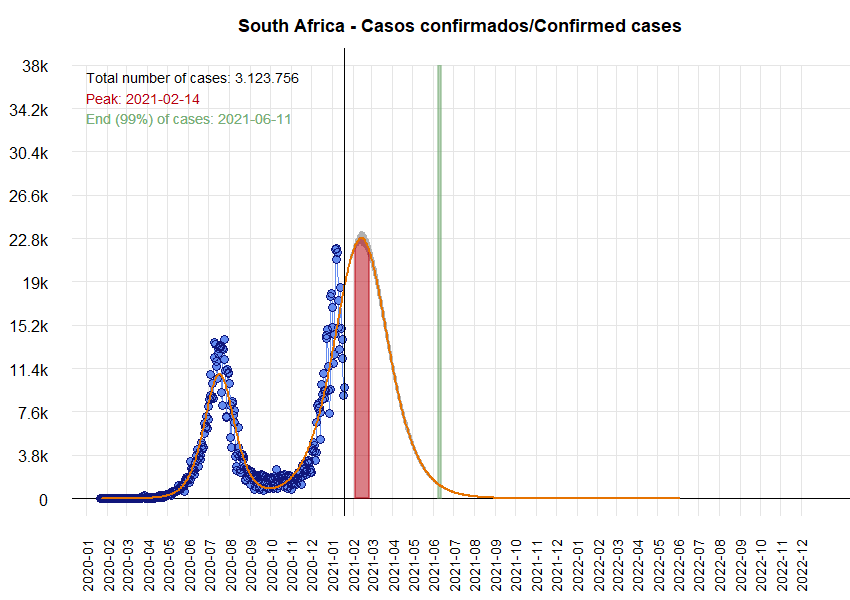 South Africa - Casos confirmados/Confirmed cases
38k
34.2k
30.4k
26.6k
22.8k
19k
15.2k
11.4k
7.6k
3.8k
0
Total number of cases: 3.123.756
Peak: 2021-02-14
End (99%) of cases: 2021-06-11
2020-01
2020-02
2020-03
2020-04
2020-05
2020-06
2020-07
2020-08
2020-09
2020-10
2020-11
2020-12
2021-01
2021-02
2021-03
2021-04
2021-05
2021-06
2021-07
2021-08
2021-09
2021-10
2021-11
2021-12
2022-01
2022-02
2022-03
2022-04
2022-05
2022-06
2022-07
2022-08
2022-09
2022-10
2022-11
2022-12